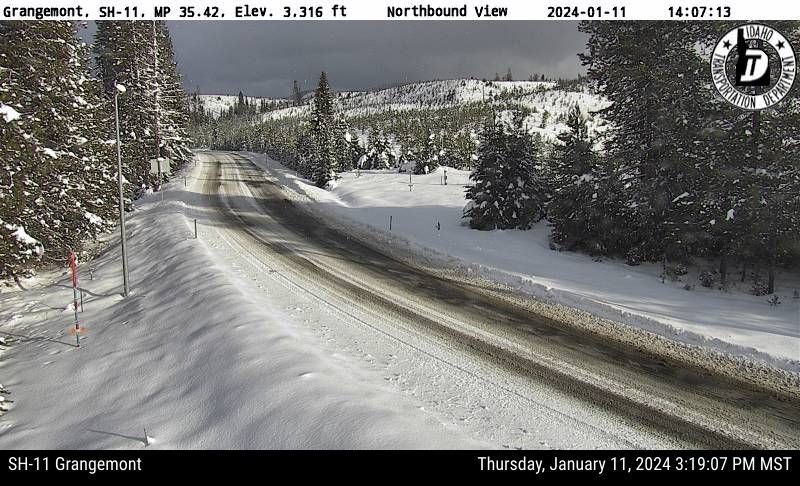 Grangemont, SH-11, MP 35.42, Elev. 3,316 ft Northbound View 2024-01-11 14:07:13
IDAHO
TRANSPORTATION DEPARTMENT
SH-11 Grangemont Thursday, January 11, 2024 3:19:07 PM MST